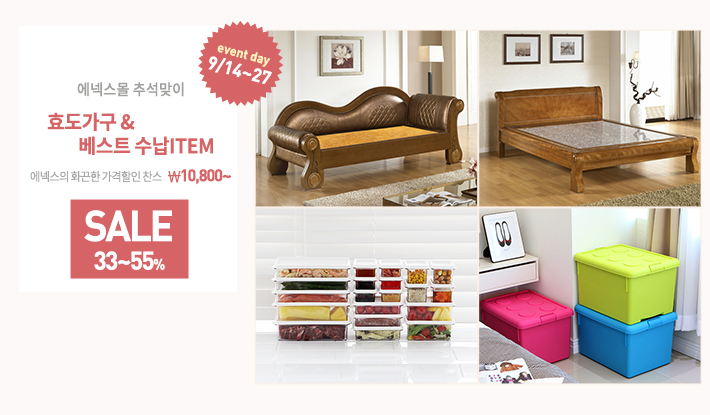 event day
9/14~27
에넥스몰 추석맞이
효도가구 &
베스트 수납ITEM
에넥스의 화끈한 가격할인 찬스 ₩10,800~
SALE
33~55%